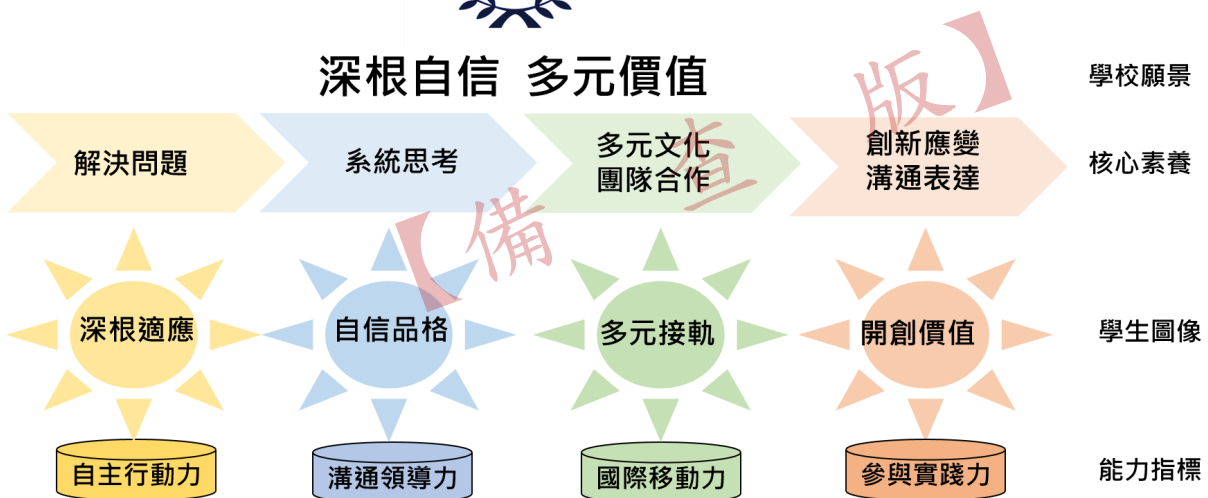 深根自信 多元價值
學校願景
解決問題
系統思考
多元文化
團隊合作
創新應變
溝通表達
核心素養
深根適應
自信品格
多元接軌
開創價值
學生圖像
自主行動力
溝通領導力
國際移動力
參與實踐力
能力指標
【備查版】